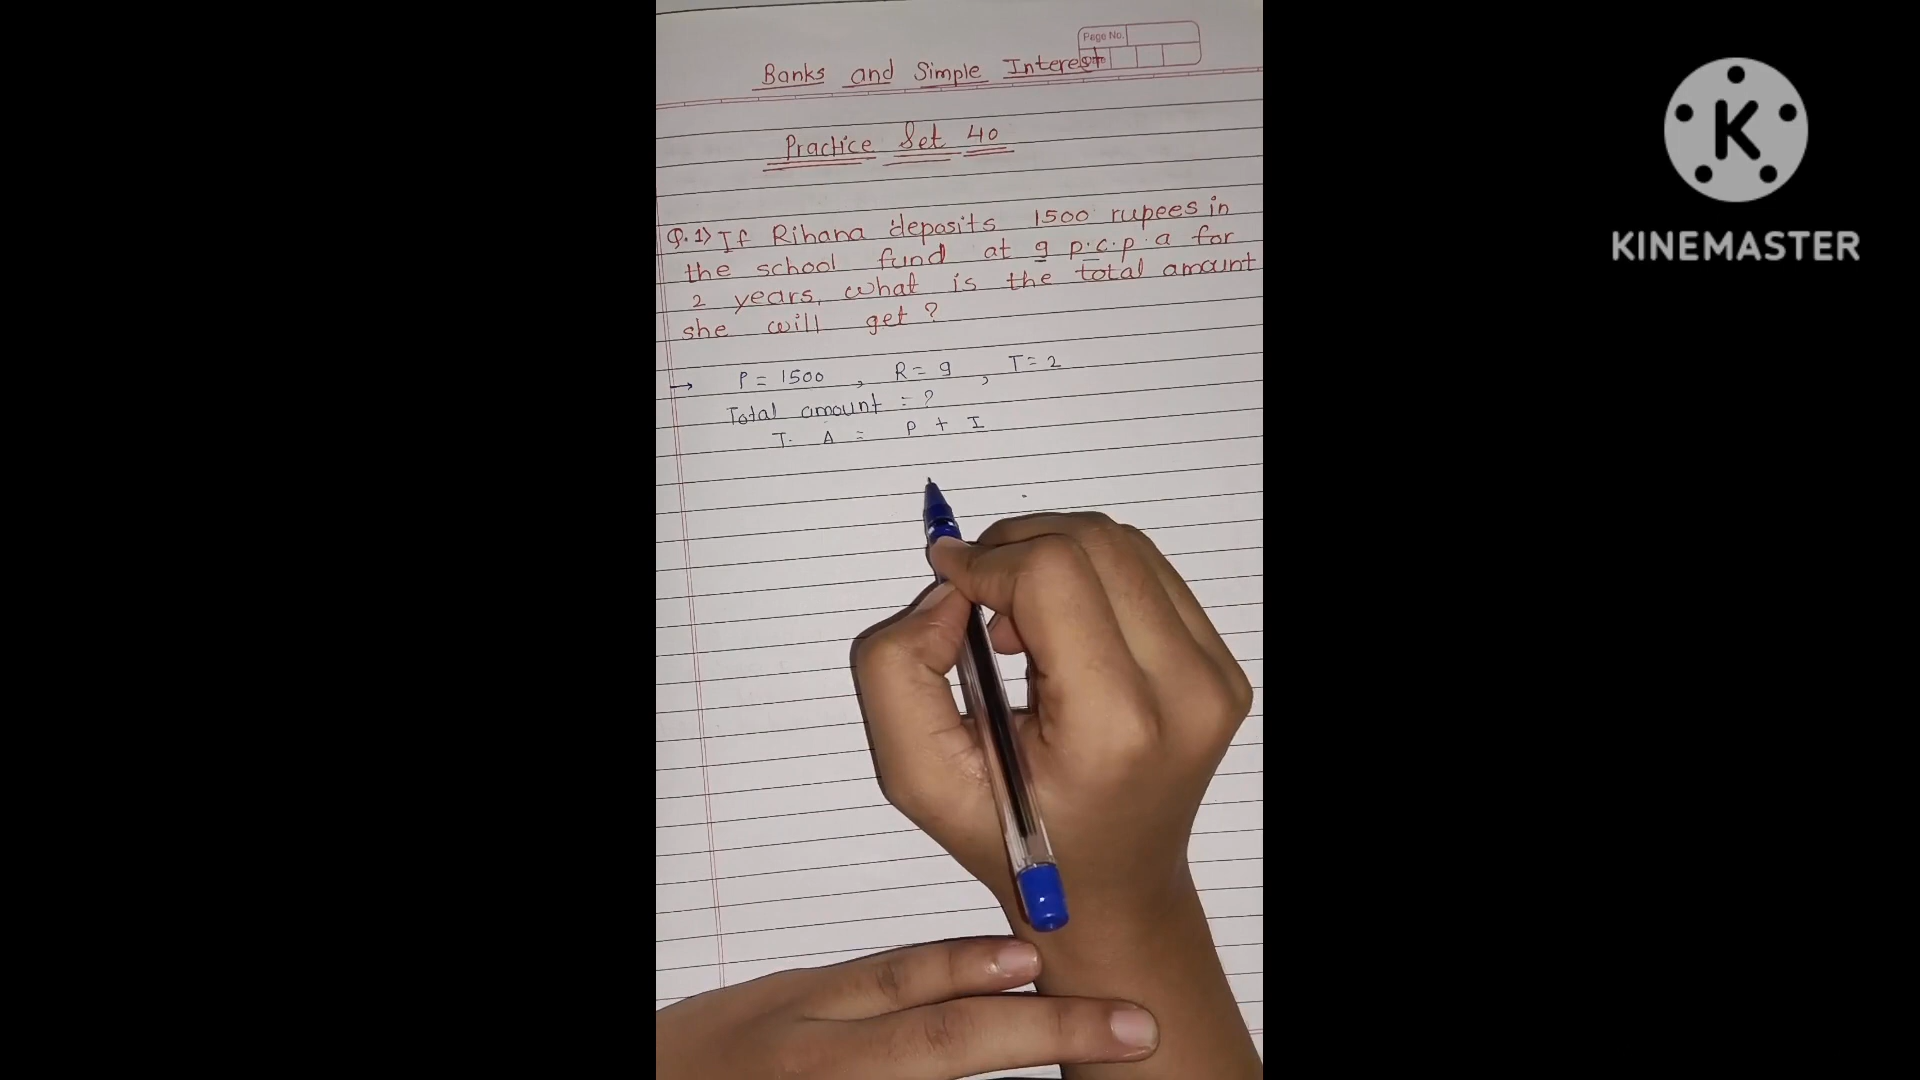 Page No.
Banks and Simple Interest
Practice Set 40
Q.1) If Rihana deposits 1500 rupees in
the school fund at 9 p.c.p.a for
2 years, what is the total amount
she will get?
→ P = 1500, R = 9, T = 2
Total amount = ?
T. A = P + I
K
KINEMASTER